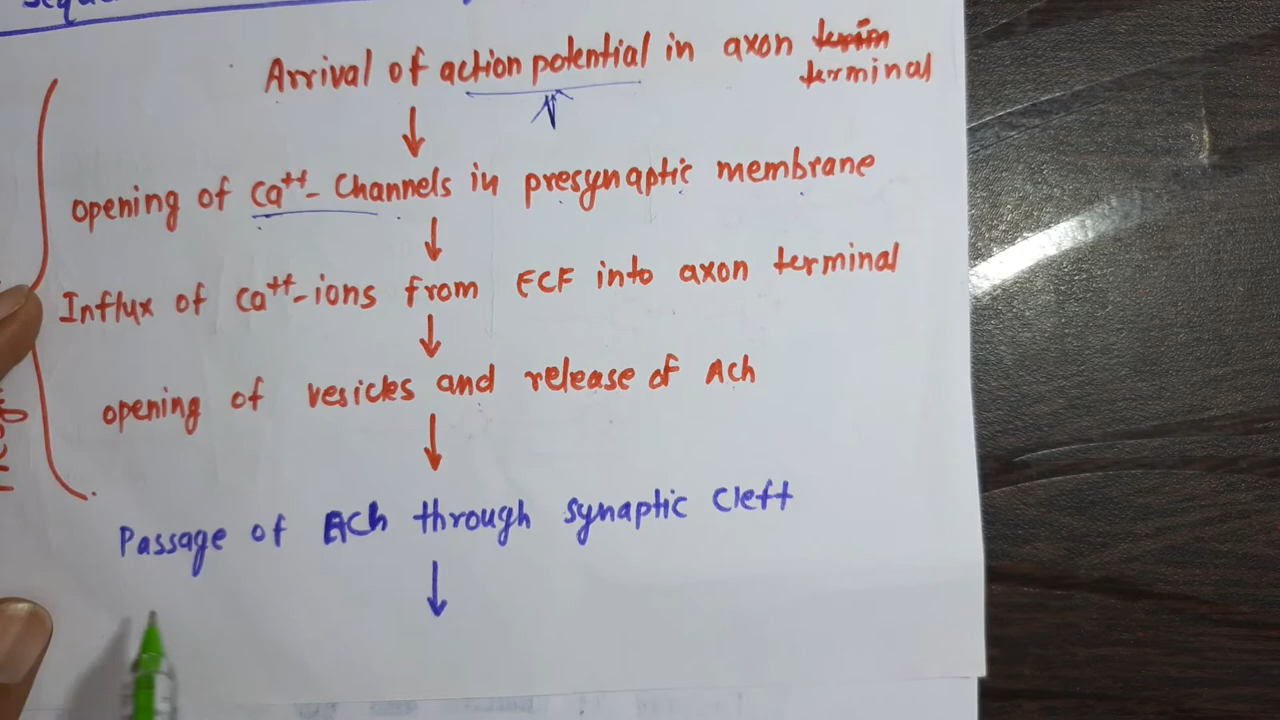 Arrival of action potential in axon terminal
opening of Ca++- Channels in presynaptic membrane
Influx of Ca++-ions from ECF into axon terminal
opening of vesicles and release of Ach
Passage of ACh through synaptic cleft